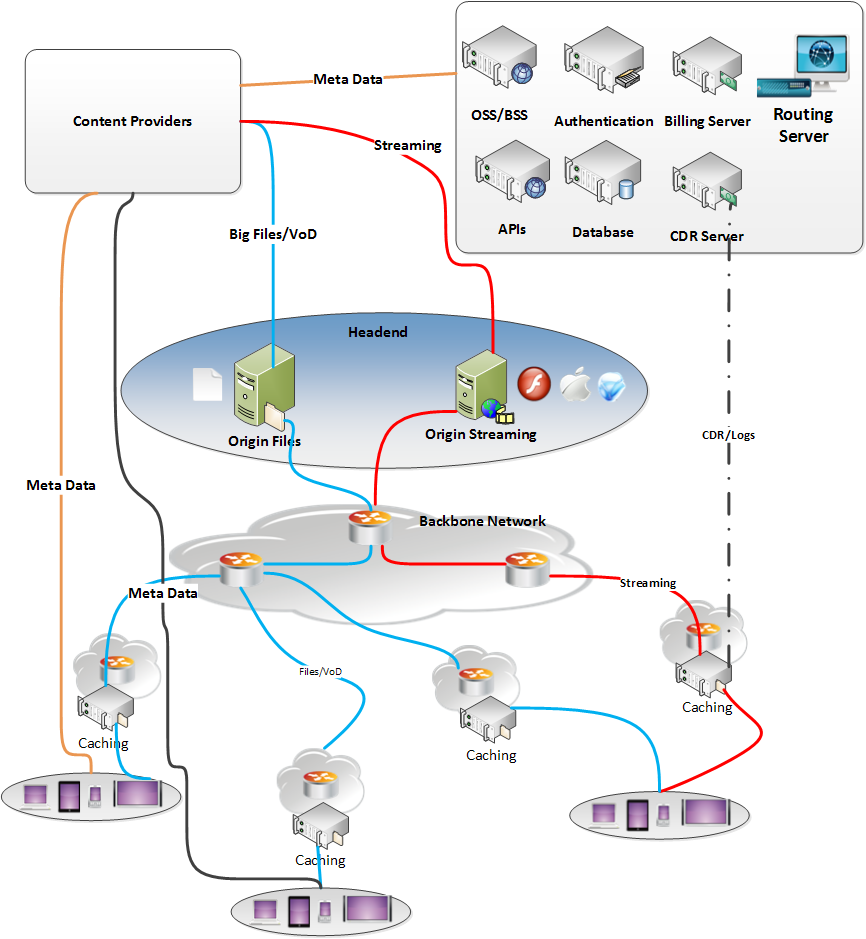 Meta Data
Content Providers
OSS/BSS
Authentication
Billing Server
Routing
Server
Streaming
APIs
Database
CDR Server
Big Files/VoD
Headend
Origin Files
Origin Streaming
CDR/Logs
Meta Data
Backbone Network
Streaming
Meta Data
Files/VoD
Caching
Caching
Caching
Caching